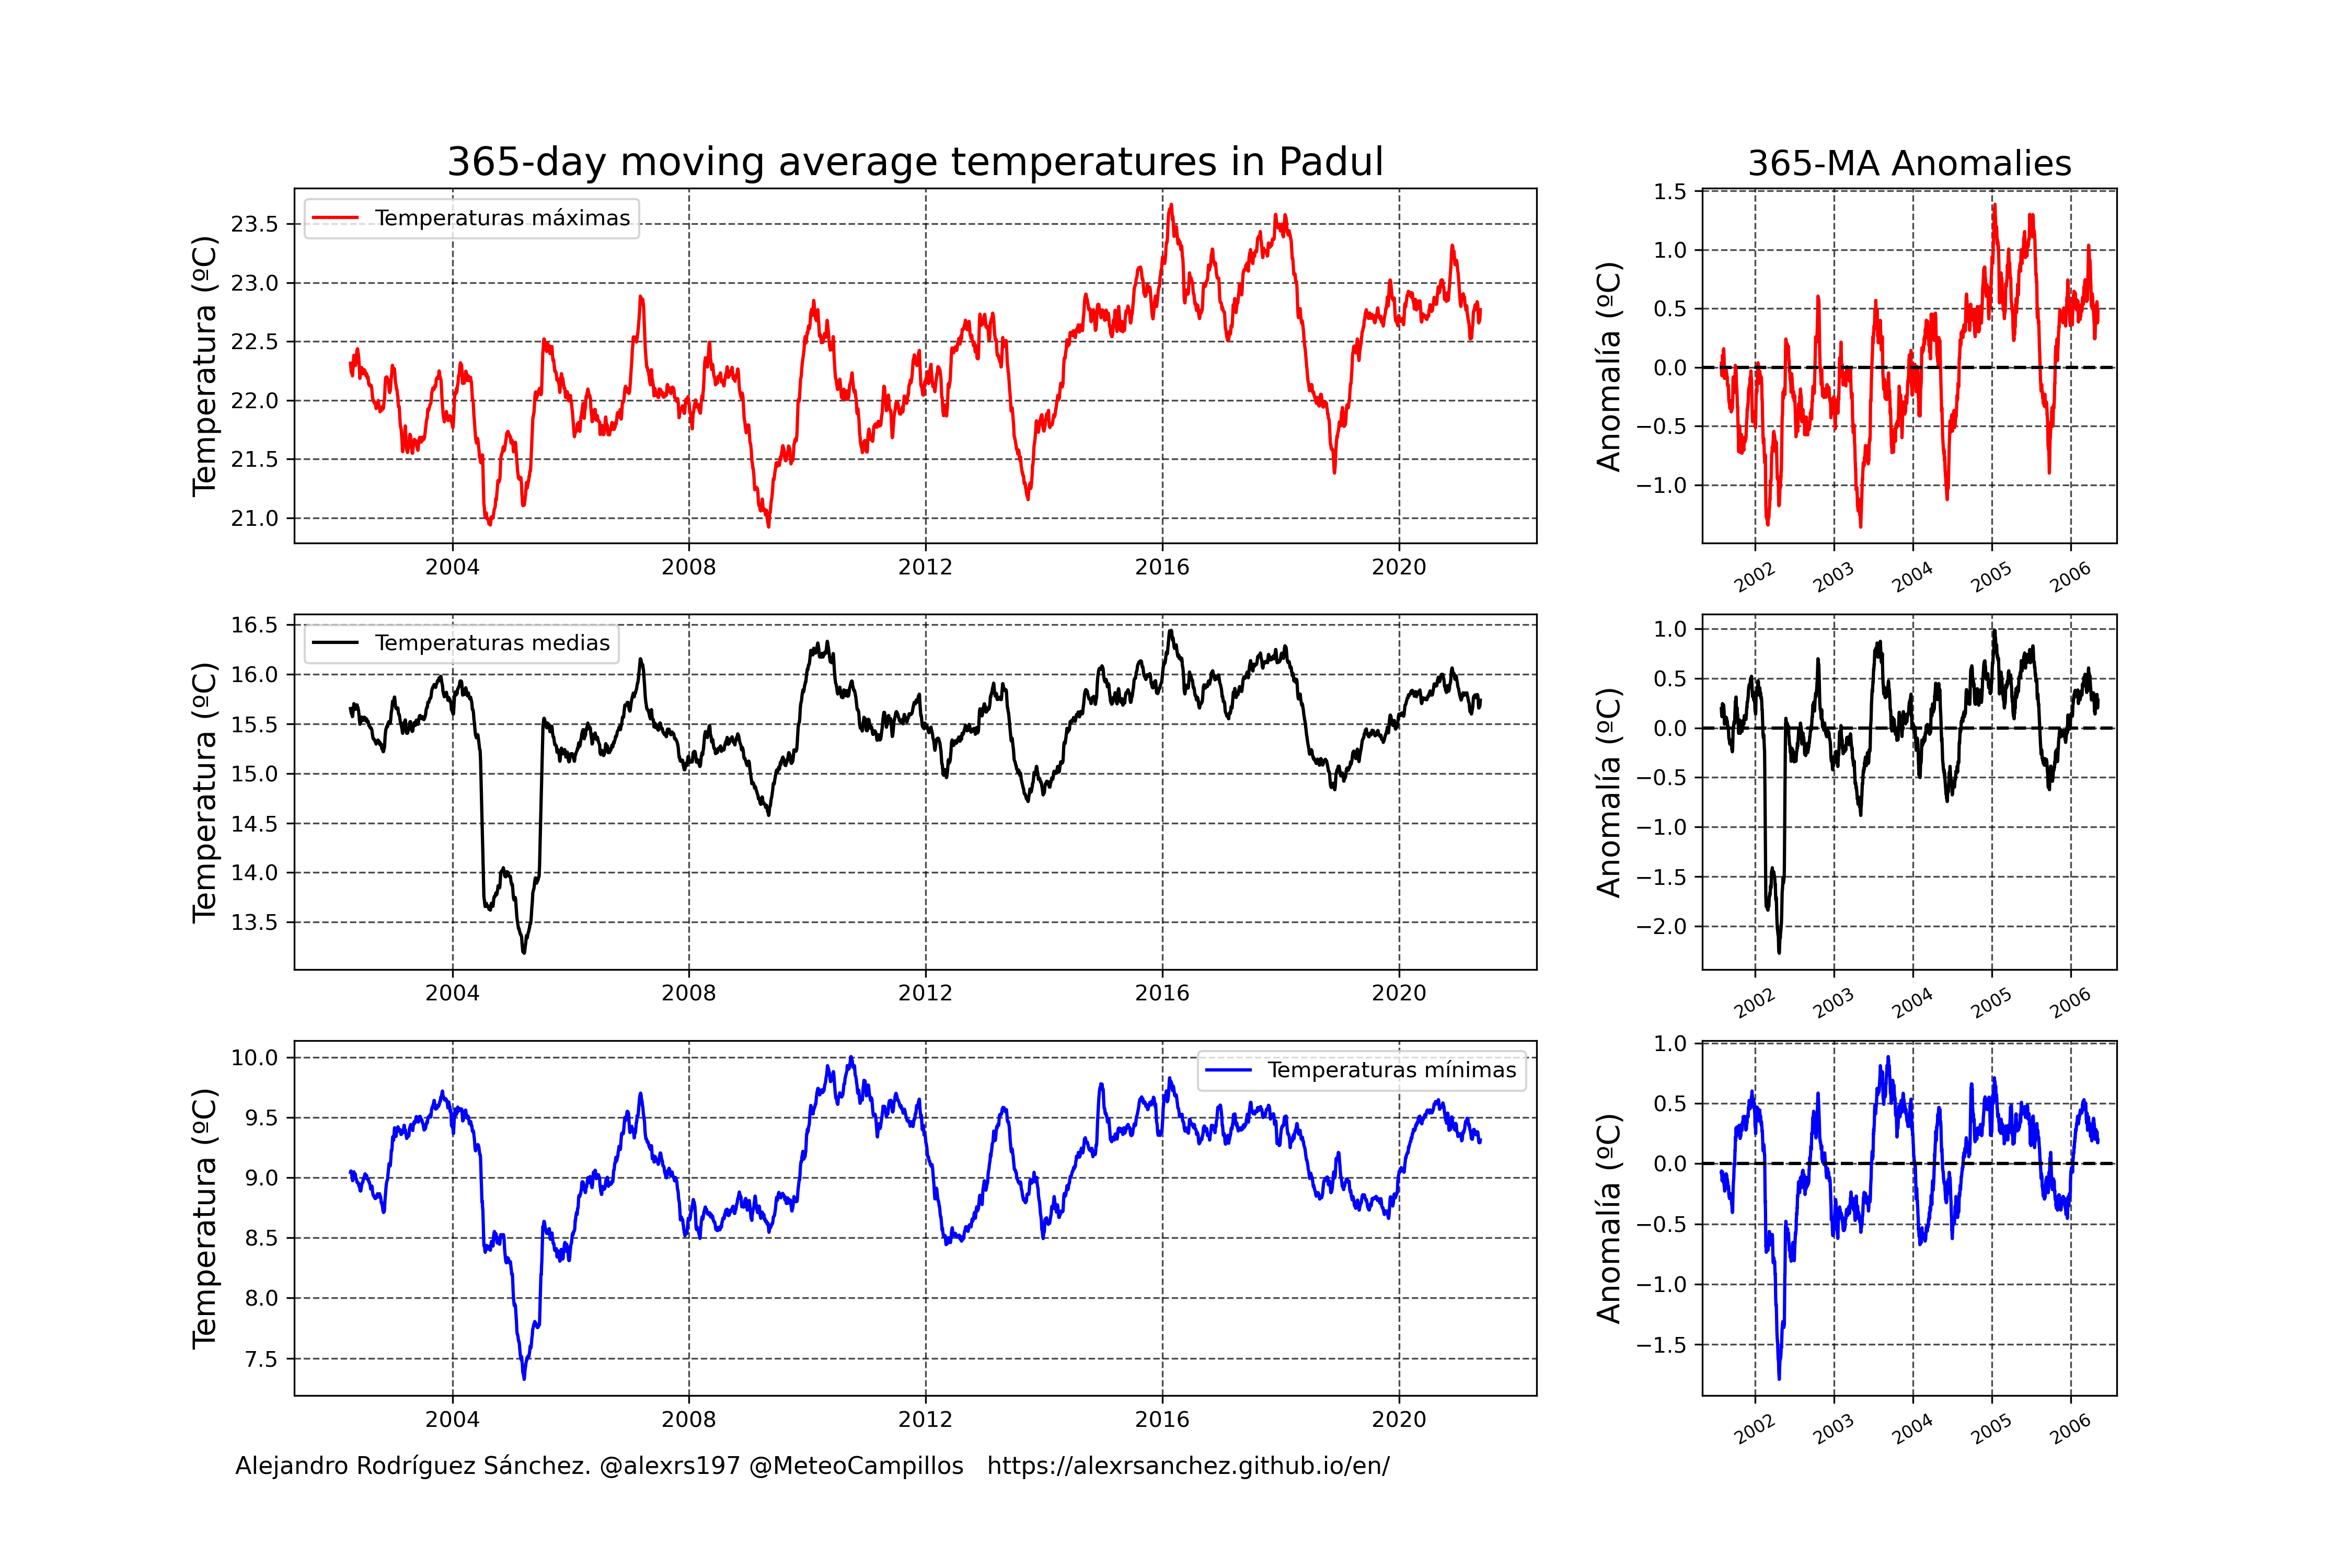 365-day moving average temperatures in Padul
Temperatura (ºC)
23.5
23.0
22.5
22.0
21.5
21.0
Temperaturas máximas
2004 2008 2012 2016 2020
365-MA Anomalies
Anomalía (ºC)
1.5
1.0
0.5
0.0
−0.5
−1.0
2002 2003 2004 2005 2006
Temperatura (ºC)
16.5
16.0
15.5
15.0
14.5
14.0
13.5
Temperaturas medias
2004 2008 2012 2016 2020
Anomalía (ºC)
1.0
0.5
0.0
−0.5
−1.0
−1.5
−2.0
2002 2003 2004 2005 2006
Temperatura (ºC)
10.0
9.5
9.0
8.5
8.0
7.5
Temperaturas mínimas
2004 2008 2012 2016 2020
Anomalía (ºC)
1.0
0.5
0.0
−0.5
−1.0
−1.5
2002 2003 2004 2005 2006
Alejandro Rodríguez Sánchez. @alexrs197 @MeteoCampillos https://alexrsanchez.github.io/en/